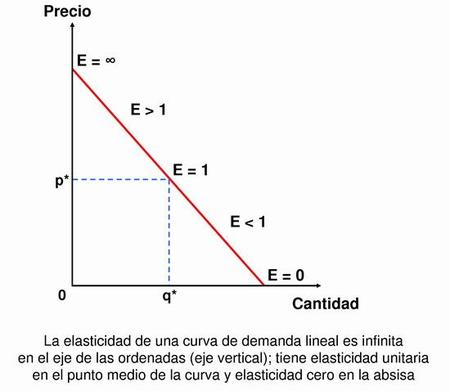 Precio
E = ∞
E > 1
E = 1
p*
E < 1
E = 0
0
q*
Cantidad
La elasticidad de una curva de demanda lineal es infinita
en el eje de las ordenadas (eje vertical); tiene elasticidad unitaria
en el punto medio de la curva y elasticidad cero en la absisa